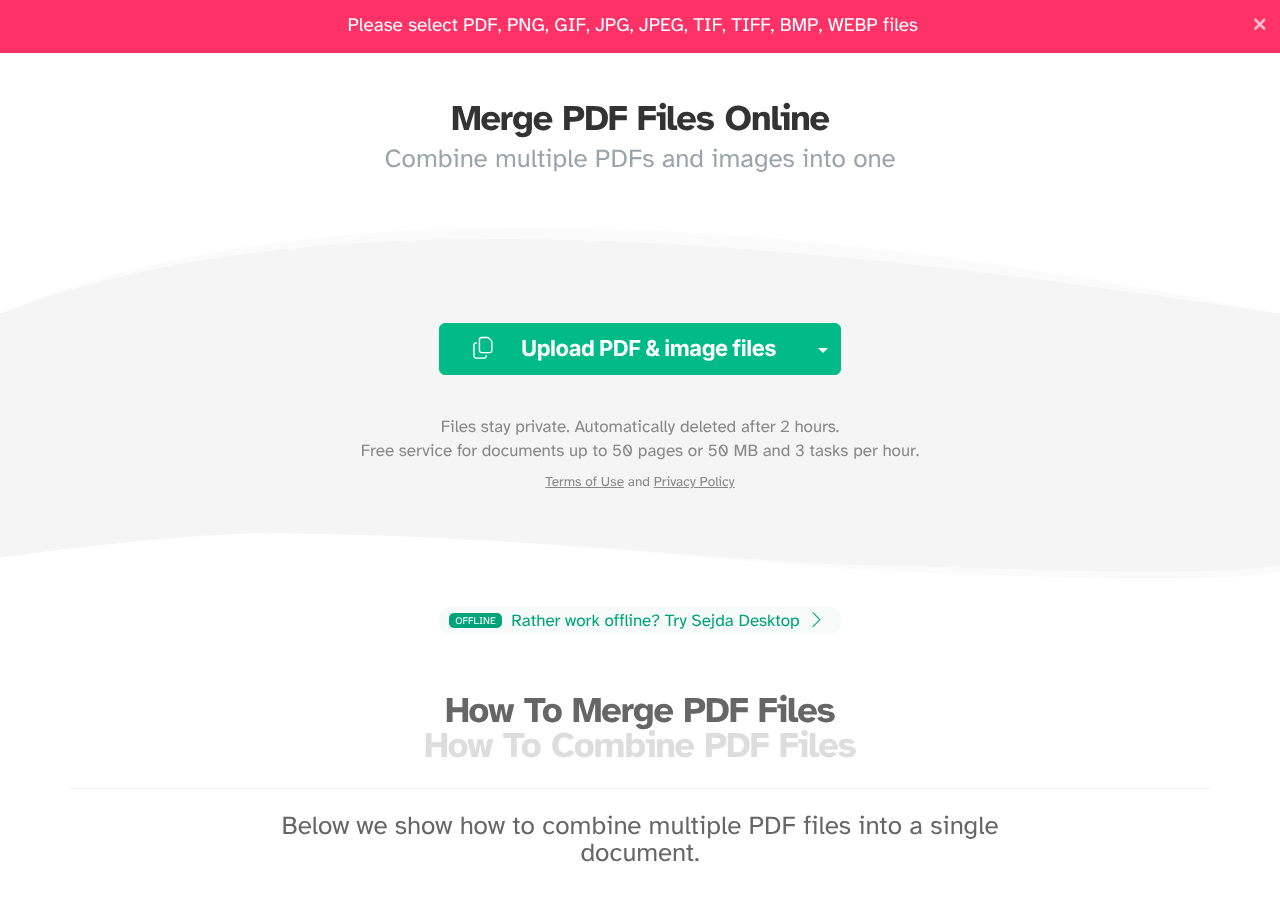 Please select PDF, PNG, GIF, JPG, JPEG, TIF, TIFF, BMP, WEBP files
×
Merge PDF Files Online
Combine multiple PDFs and images into one
Upload PDF & image files
Files stay private. Automatically deleted after 2 hours.
Free service for documents up to 50 pages or 50 MB and 3 tasks per hour.
Terms of Use and Privacy Policy
OFFLINE Rather work offline? Try Sejda Desktop
How To Merge PDF Files
How To Combine PDF Files
Below we show how to combine multiple PDF files into a single
document.